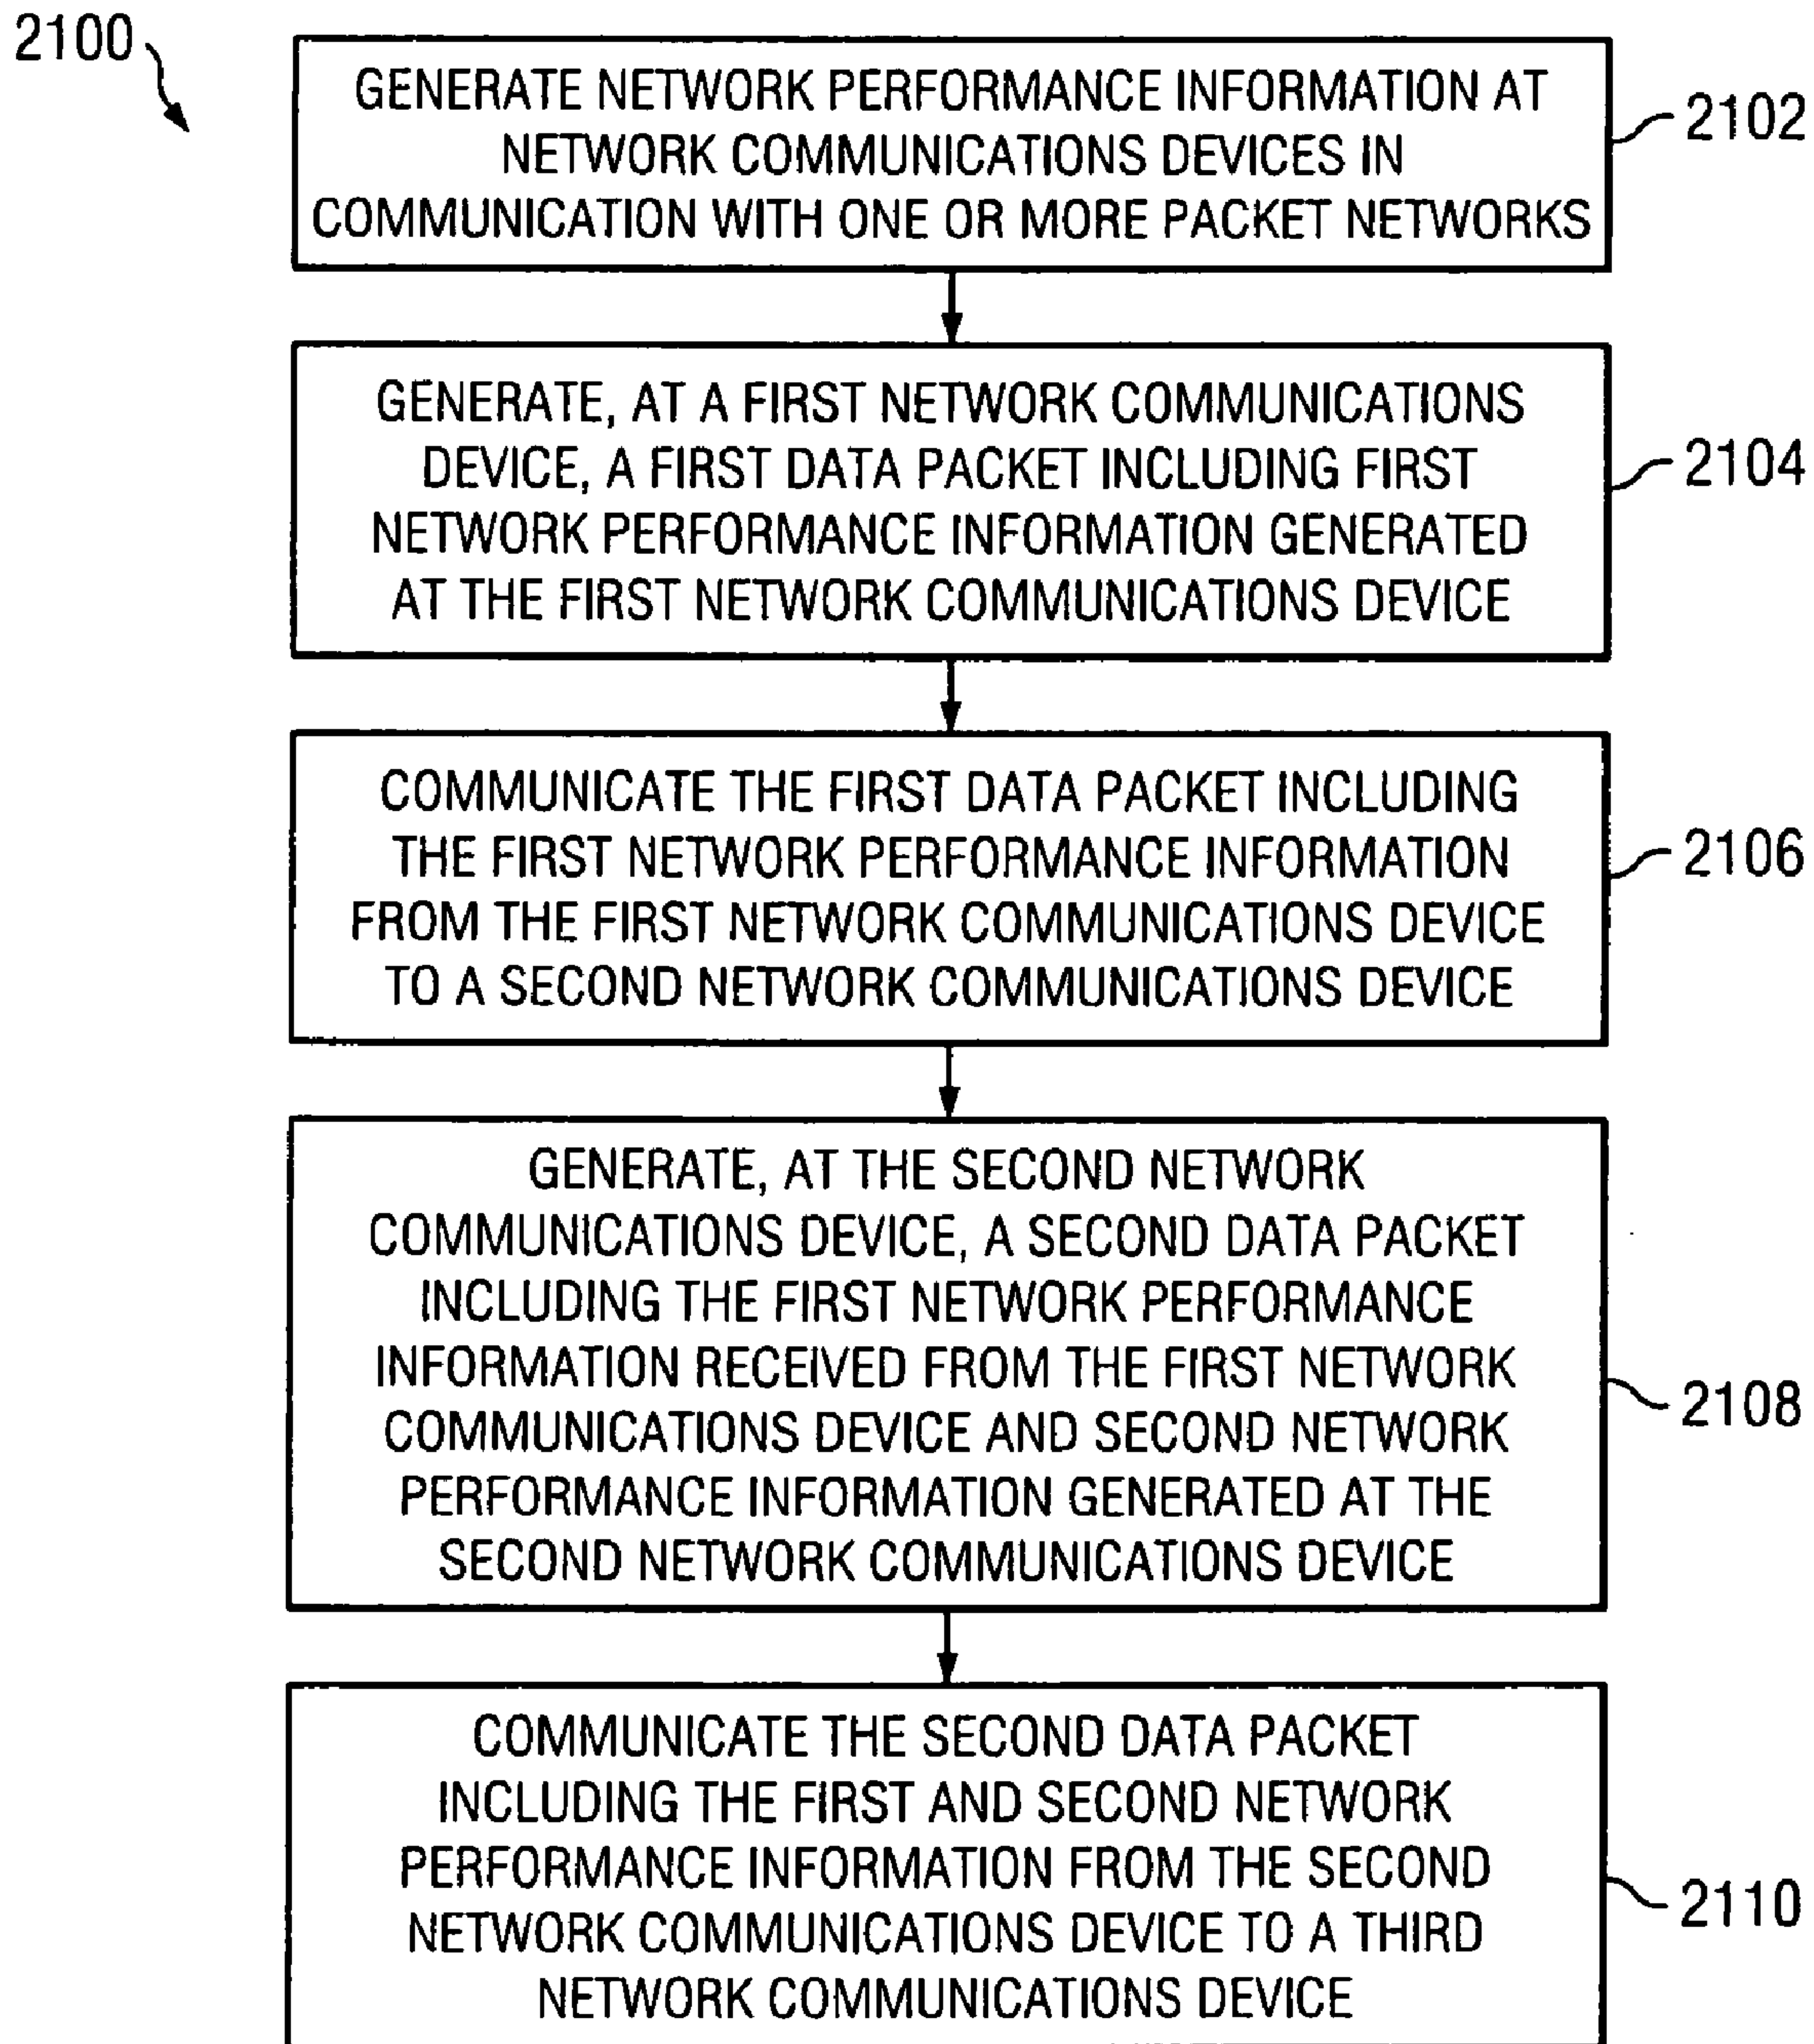 2100
GENERATE NETWORK PERFORMANCE INFORMATION AT
NETWORK COMMUNICATIONS DEVICES IN
COMMUNICATION WITH ONE OR MORE PACKET NETWORKS
2102
GENERATE, AT A FIRST NETWORK COMMUNICATIONS
DEVICE, A FIRST DATA PACKET INCLUDING FIRST
NETWORK PERFORMANCE INFORMATION GENERATED
AT THE FIRST NETWORK COMMUNICATIONS DEVICE
2104
COMMUNICATE THE FIRST DATA PACKET INCLUDING
THE FIRST NETWORK PERFORMANCE INFORMATION
FROM THE FIRST NETWORK COMMUNICATIONS DEVICE
TO A SECOND NETWORK COMMUNICATIONS DEVICE
2106
GENERATE, AT THE SECOND NETWORK
COMMUNICATIONS DEVICE, A SECOND DATA PACKET
INCLUDING THE FIRST NETWORK PERFORMANCE
INFORMATION RECEIVED FROM THE FIRST NETWORK
COMMUNICATIONS DEVICE AND SECOND NETWORK
PERFORMANCE INFORMATION GENERATED AT THE
SECOND NETWORK COMMUNICATIONS DEVICE
2108
COMMUNICATE THE SECOND DATA PACKET
INCLUDING THE FIRST AND SECOND NETWORK
PERFORMANCE INFORMATION FROM THE SECOND
NETWORK COMMUNICATIONS DEVICE TO A THIRD
NETWORK COMMUNICATIONS DEVICE
2110